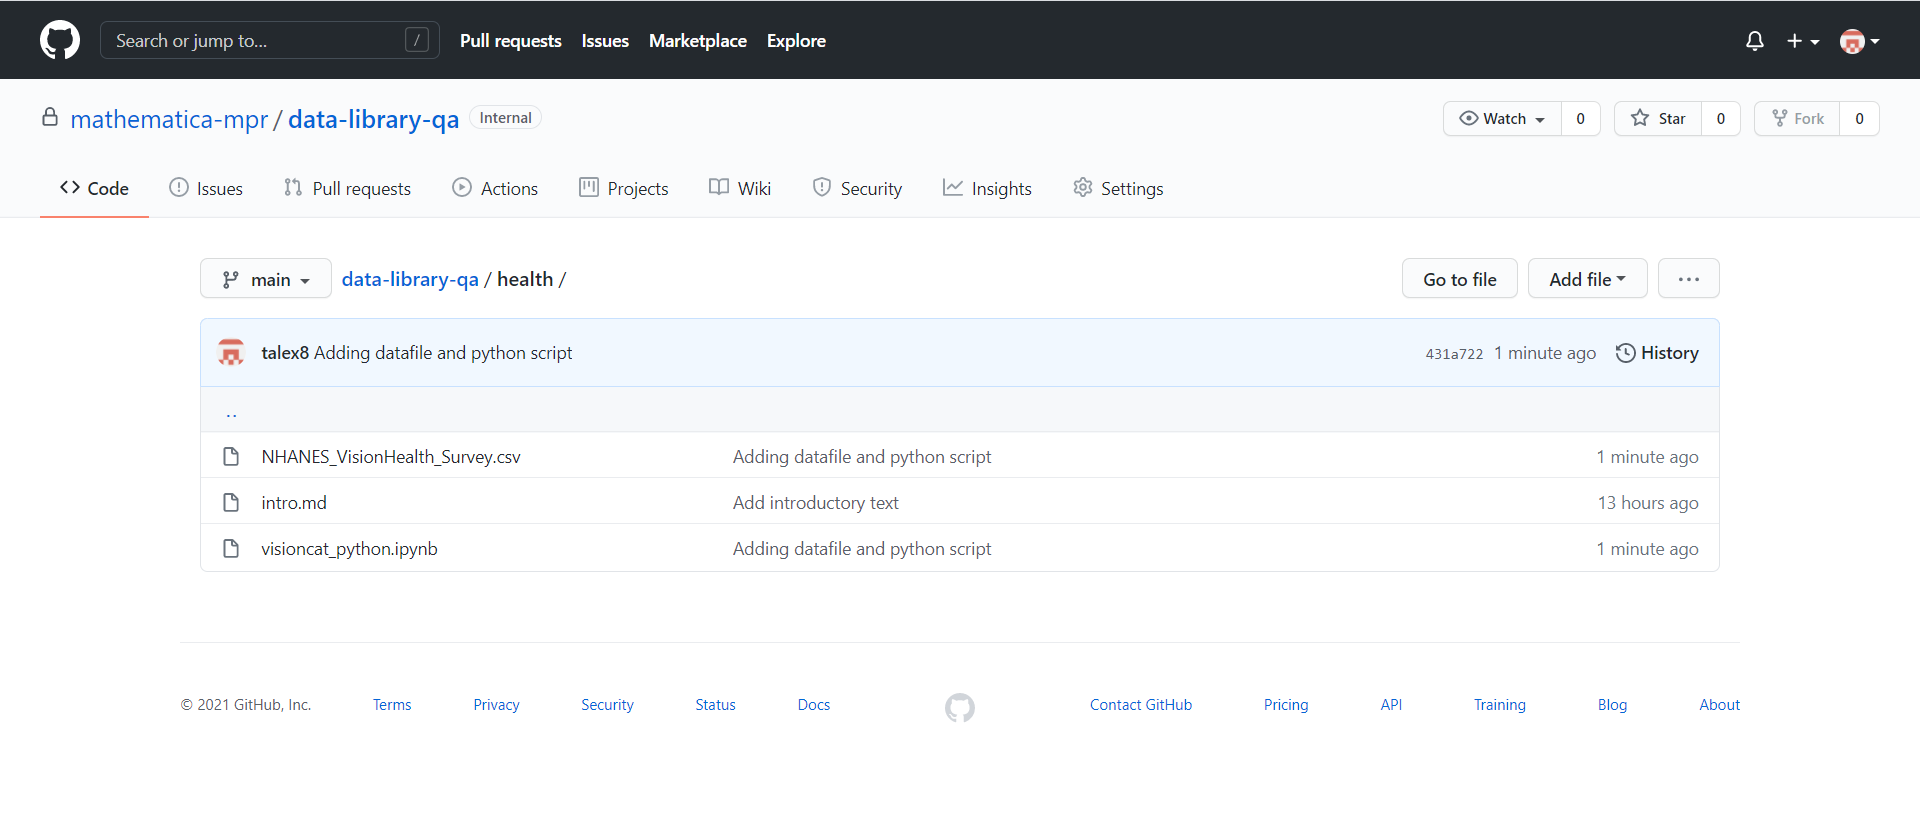 Search or jump to... / Pull requests Issues Marketplace Explore
mathematica-mpr / data-library-qa Internal Watch 0 Star 0 Fork 0
Code Issues Pull requests Actions Projects Wiki Security Insights Settings
main data-library-qa / health / Go to file Add file ...
talex8 Adding datafile and python script 431a722 1 minute ago History
..
NHANES_VisionHealth_Survey.csv Adding datafile and python script 1 minute ago
intro.md Add introductory text 13 hours ago
visioncat_python.ipynb Adding datafile and python script 1 minute ago
© 2021 GitHub, Inc. Terms Privacy Security Status Docs Contact GitHub Pricing API Training Blog About